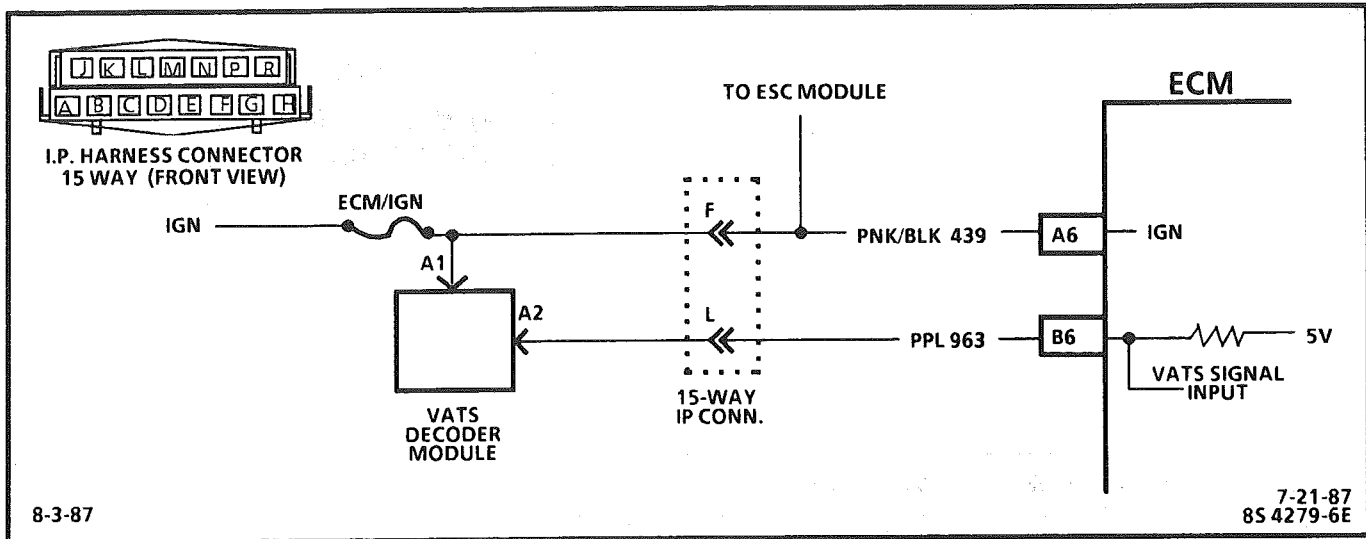 J K L M N P R
A B C D E F G H
I.P. HARNESS CONNECTOR
15 WAY (FRONT VIEW)
TO ESC MODULE
ECM
IGN
ECM/IGN
F
PNK/BLK 439
A6
IGN
A1
A2
L
PPL 963
B6
5V
VATS SIGNAL
INPUT
15-WAY
IP CONN.
VATS
DECODER
MODULE
8-3-87
7-21-87
8S 4279-6E